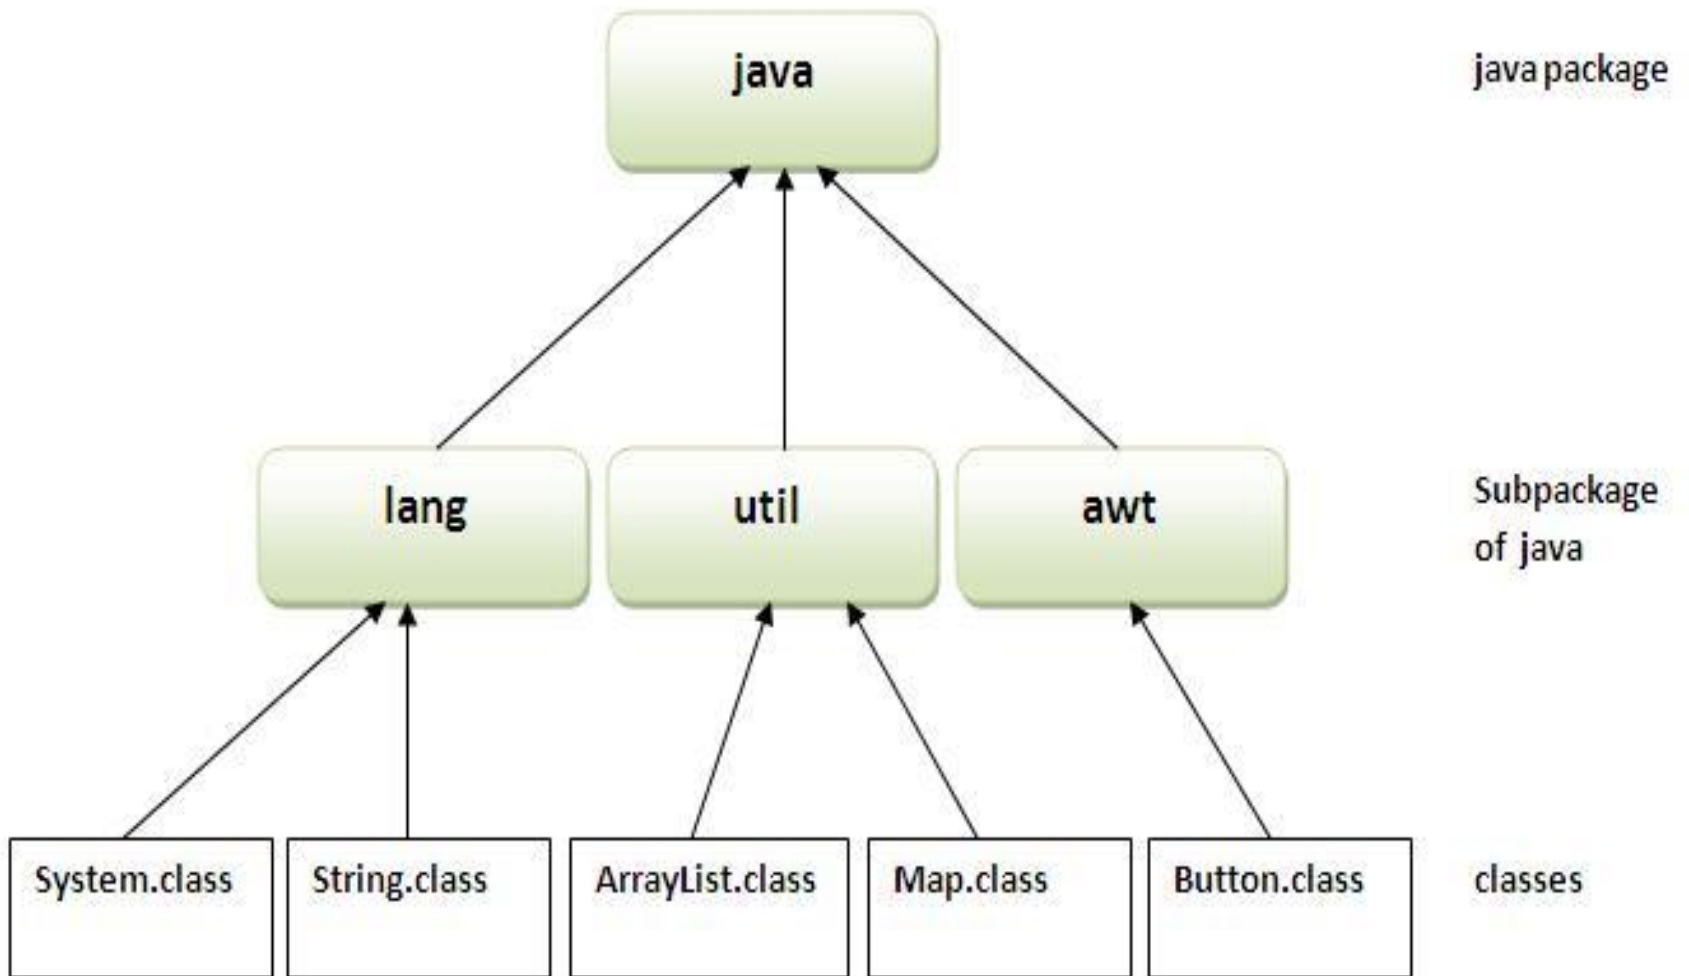 java
java package
lang
util
awt
Subpackage
of java
System.class
String.class
ArrayList.class
Map.class
Button.class
classes